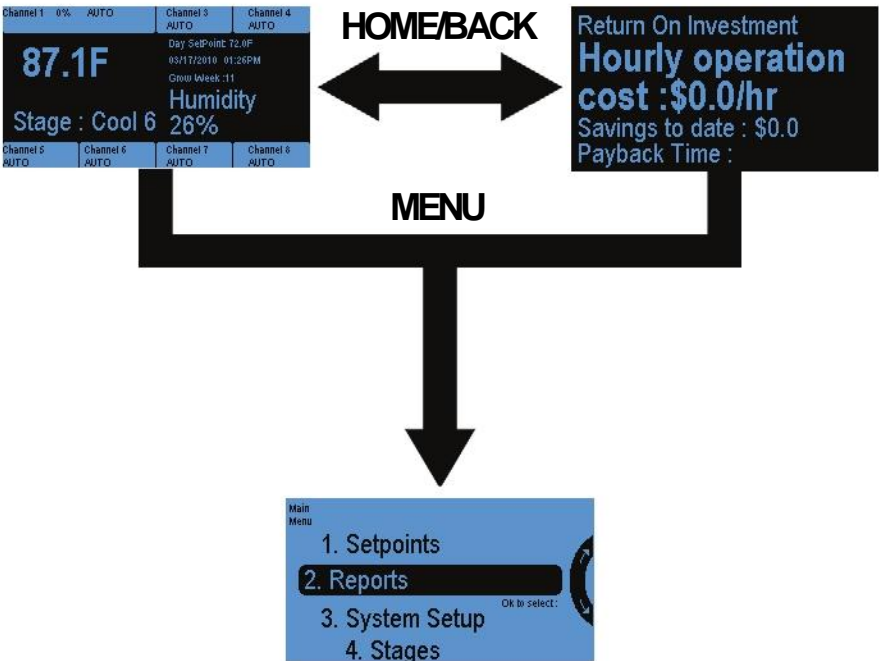 Channel 1 0% AUTO
Channel 3
AUTO
Channel 4
AUTO
87.1F
Stage : Cool 6
Day SetPoint: 72.0F
03/17/2010 01:26PM
Grow Week :11
Humidity
26%
Channel 5
AUTO
Channel 6
AUTO
Channel 7
AUTO
Channel 8
AUTO
HOME/BACK
Return On Investment
Hourly operation
cost :$0.0/hr
Savings to date : $0.0
Payback Time :
MENU
Main
Menu
1. Setpoints
2. Reports
Ok to select:
3. System Setup
4. Stages